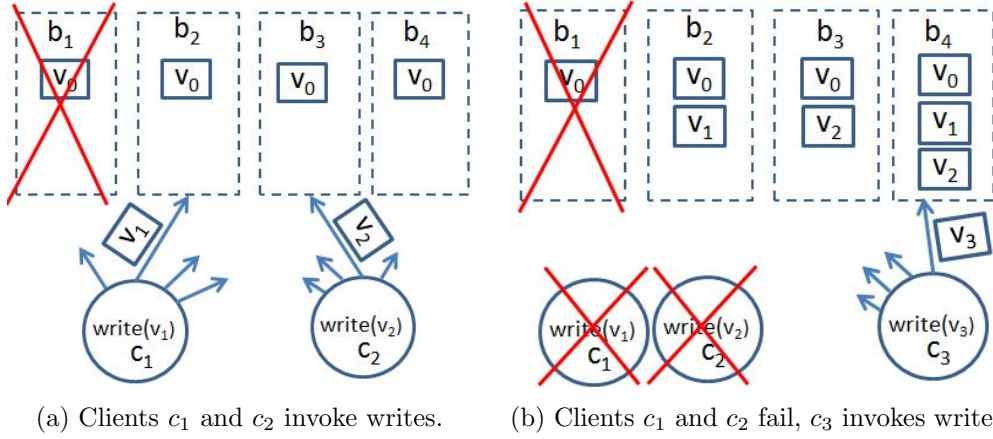 b₁ b₂ b₃ b₄
v₀ v₀ v₀ v₀
v₁ v₂
write(v₁) write(v₂)
c₁ c₂
(a) Clients c₁ and c₂ invoke writes.
b₁ b₂ b₃ b₄
v₀ v₀ v₀ v₀
v₁ v₂ v₁
v₂
v₃
write(v₁) write(v₂) write(v₃)
c₁ c₂ c₃
(b) Clients c₁ and c₂ fail, c₃ invokes write